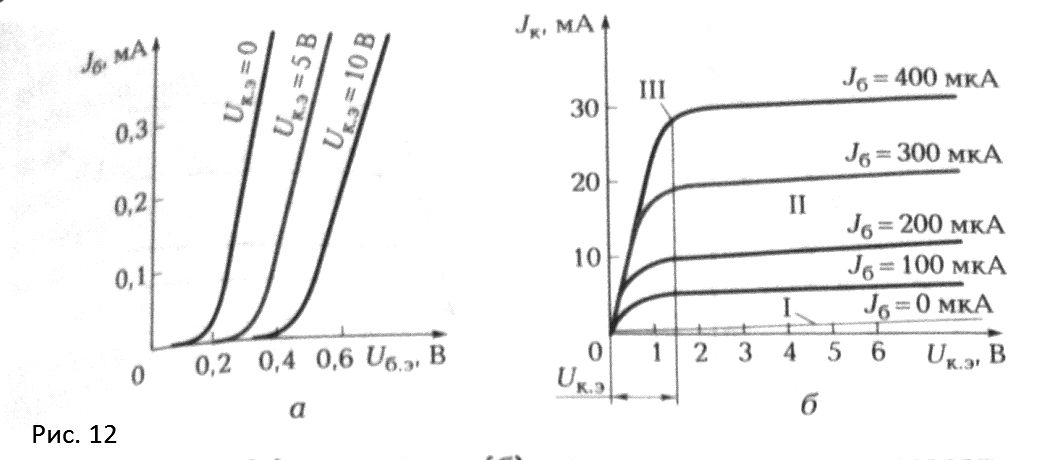 Jб, мА
0,3
0,2
0,1
0
0,2
0,4
0,6
Uб.э, В
Uк.э = 0
Uк.э = 5 В
Uк.э = 10 В
а
Jк, мА
30
20
10
0
1 2 3 4 5 6
Uк.э, В
III
II
I
Jб = 400 мкА
Jб = 300 мкА
Jб = 200 мкА
Jб = 100 мкА
Jб = 0 мкА
Uк.э
б
Рис. 12